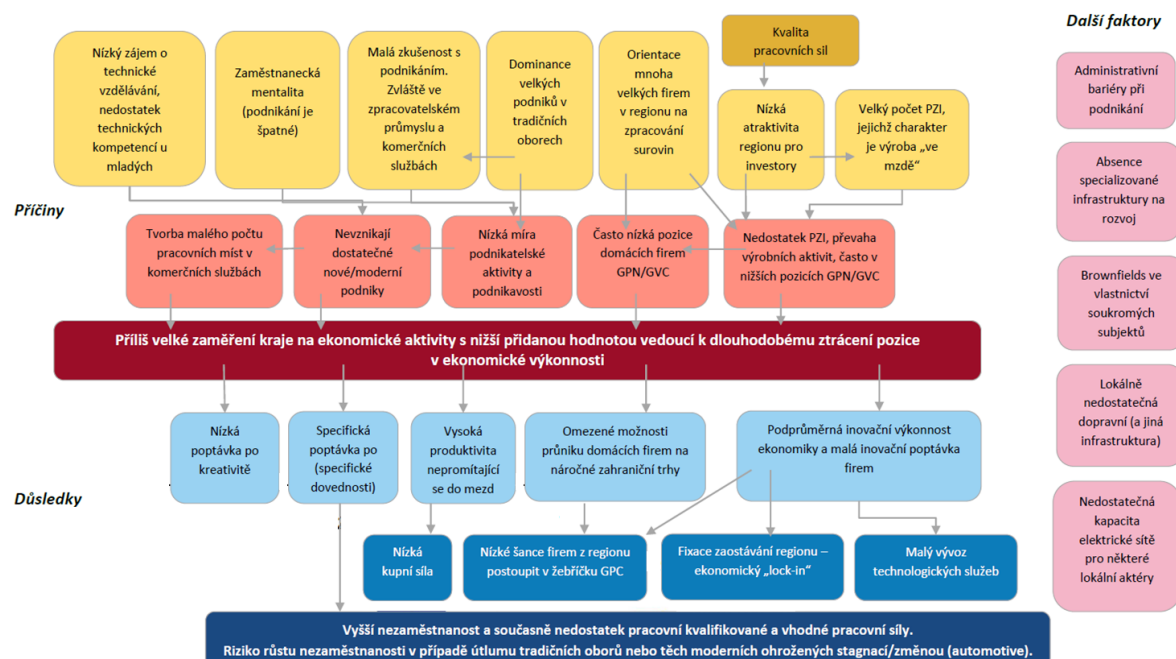 Další faktory
Kvalita
pracovních sil
Nízký zájem o
technické
vzdělávání,
nedostatek
technických
kompetencí u
mladých
Zaměstnanecká
mentalita
(podnikání je
špatné)
Malá zkušenost s
podnikáním.
Zvláště ve
zpracovatelském
průmyslu a
komerčních
službách
Dominance
velkých
podniků v
tradičních
oborech
Orientace
mnoha
velkých firem
v regionu na
zpracování
surovin
Nízká
atraktivita
regionu pro
investory
Velký počet PZI,
jejichž charakter
je výroba „ve
mzdě“
Příčiny
Tvorba malého počtu
pracovních míst v
komerčních službách
Nevznikají
dostatečné
nové/moderní
podniky
Nízká míra
podnikatelské
aktivity a
podnikavosti
Často nízká pozice
domácích firem
GPN/GVC
Nedostatek PZI, převaha
výrobních aktivit, často v
nižších pozicích GPN/GVC
Příliš velké zaměření kraje na ekonomické aktivity s nižší přidanou hodnotou vedoucí k dlouhodobému ztrácení pozice
v ekonomické výkonnosti
Nízká
poptávka po
kreativitě
Specifická
poptávka po
(specifické
dovednosti)
Vysoká
produktivita
nepromítající
se do mezd
Omezené možnosti
průniku domácích firem na
náročné zahraniční trhy
Podprůměrná inovační výkonnost
ekonomiky a malá inovační poptávka
firem
Důsledky
Nízká
kupní síla
Nízké šance firem z regionu
postoupit v žebříčku GPC
Fixace zaostávání regionu –
ekonomický „lock-in“
Malý vývoz
technologických služeb
Vyšší nezaměstnanost a současně nedostatek pracovní kvalifikované a vhodné pracovní síly.
Riziko růstu nezaměstnanosti v případě útlumu tradičních oborů nebo těch moderních ohrožených stagnací/změnou (automotive).
Administrativní
bariéry při
podnikání
Absence
specializované
infrastruktury na
rozvoj
Brownfields ve
vlastnictví
soukromých
subjektů
Lokálně
nedostatečná
dopravní (a jiná
infrastruktura)
Nedostatečná
kapacita
elektrické sítě
pro některé
lokální aktéry